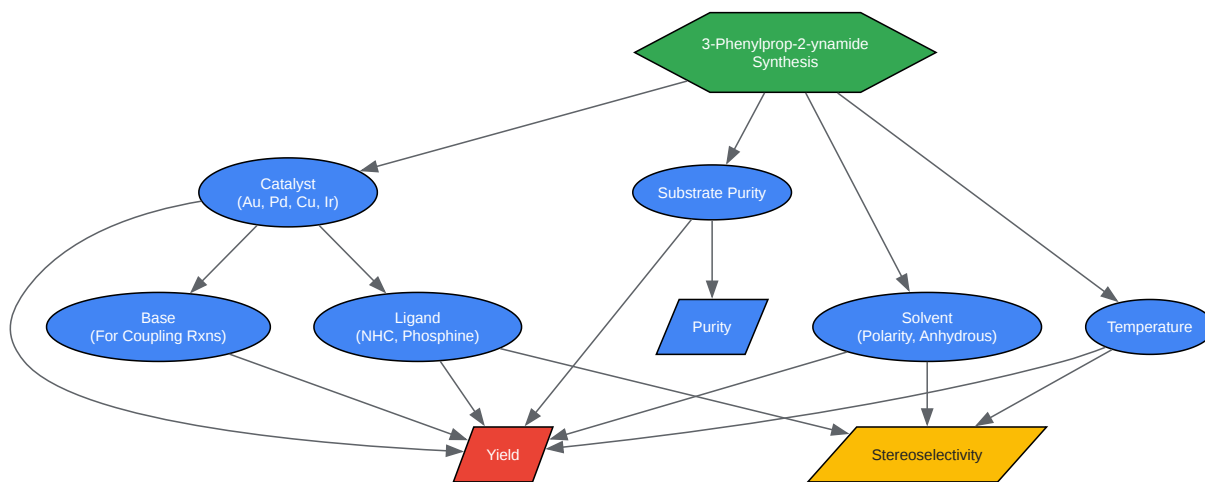 3-Phenylprop-2-ynamide
Synthesis
Catalyst
(Au, Pd, Cu, Ir)
Substrate Purity
Base
(For Coupling Rxns)
Ligand
(NHC, Phosphine)
Purity
Solvent
(Polarity, Anhydrous)
Temperature
Yield
Stereoselectivity